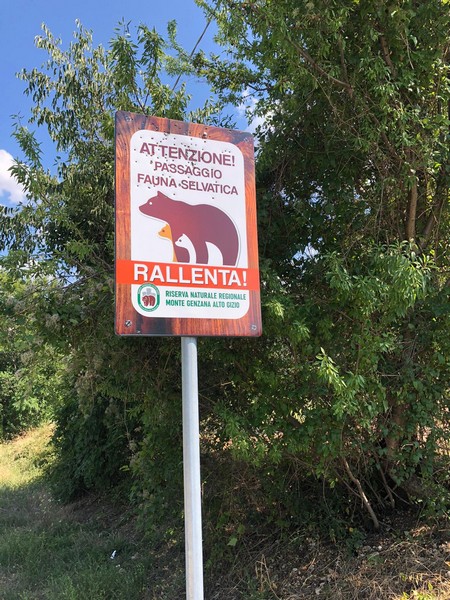 ATTENZIONE!
PASSAGGIO
FAUNA SELVATICA
RALLENTA!
RISERVA NATURALE REGIONALE
MONTE GENZANA ALTO GIZIO